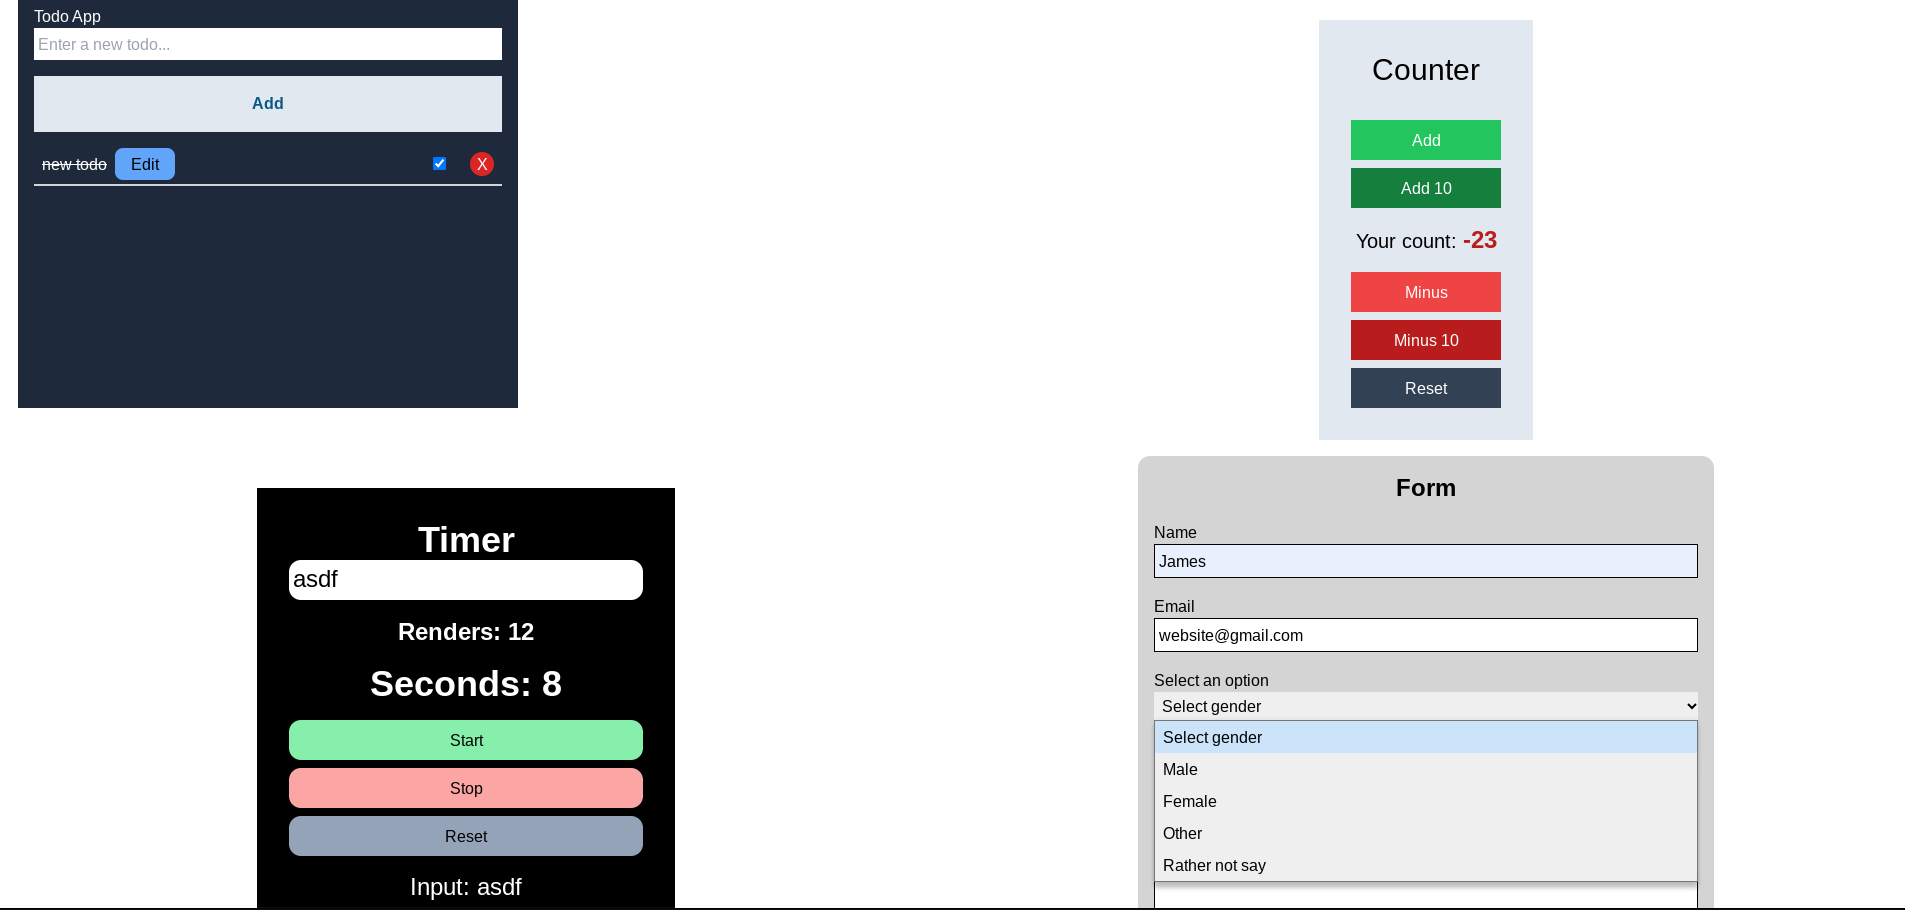 Todo App
Enter a new todo...
Add
new todo Edit X
Counter
Add
Add 10
Your count: -23
Minus
Minus 10
Reset
Timer
asdf
Renders: 12
Seconds: 8
Start
Stop
Reset
Input: asdf
Form
Name
James
Email
website@gmail.com
Select an option
Select gender
Select gender
Male
Female
Other
Rather not say